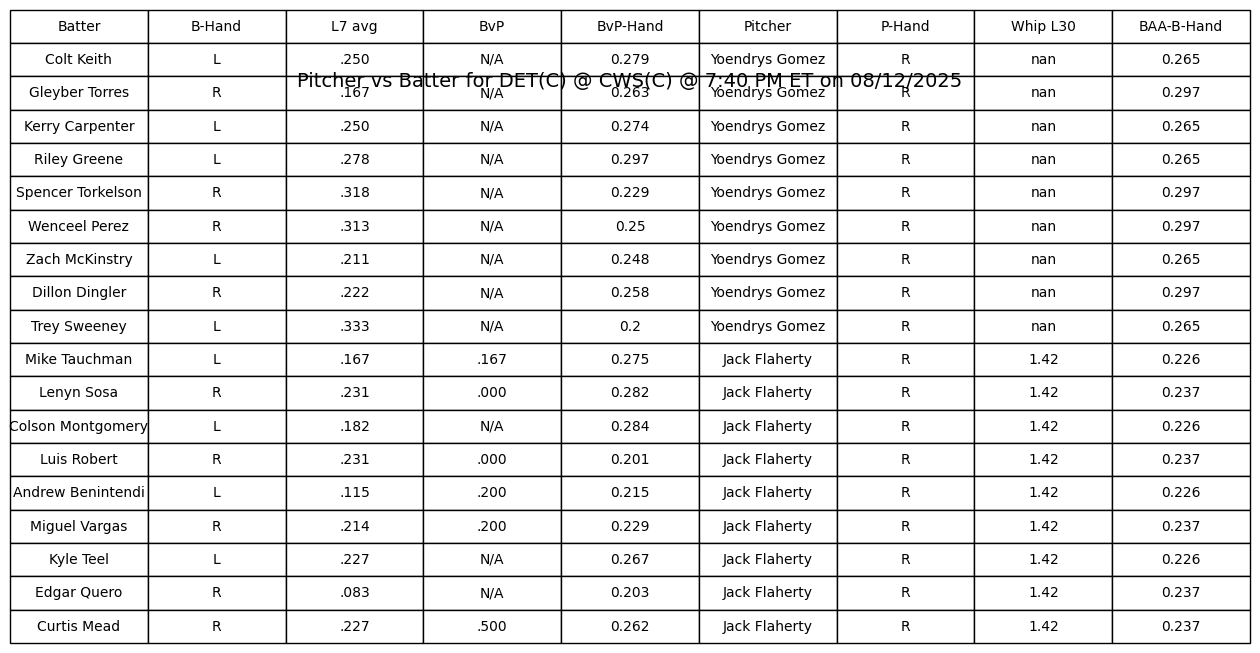 Batter B-Hand L7 avg BvP BvP-Hand Pitcher P-Hand Whip L30 BAA-B-Hand
Colt Keith L .250 N/A 0.279 Yoendrys Gomez R nan 0.265
Pitcher vs Batter for DET(C) @ CWS(C) @ 7:40 PM ET on 08/12/2025
Gleyber Torres R .167 N/A 0.263 Yoendrys Gomez R nan 0.297
Kerry Carpenter L .250 N/A 0.274 Yoendrys Gomez R nan 0.265
Riley Greene L .278 N/A 0.297 Yoendrys Gomez R nan 0.265
Spencer Torkelson R .318 N/A 0.229 Yoendrys Gomez R nan 0.297
Wenceel Perez R .313 N/A 0.25 Yoendrys Gomez R nan 0.297
Zach McKinstry L .211 N/A 0.248 Yoendrys Gomez R nan 0.265
Dillon Dingler R .222 N/A 0.258 Yoendrys Gomez R nan 0.297
Trey Sweeney L .333 N/A 0.2 Yoendrys Gomez R nan 0.265
Mike Tauchman L .167 .167 0.275 Jack Flaherty R 1.42 0.226
Lenyn Sosa R .231 .000 0.282 Jack Flaherty R 1.42 0.237
Colson Montgomery L .182 N/A 0.284 Jack Flaherty R 1.42 0.226
Luis Robert R .231 .000 0.201 Jack Flaherty R 1.42 0.237
Andrew Benintendi L .115 .200 0.215 Jack Flaherty R 1.42 0.226
Miguel Vargas R .214 .200 0.229 Jack Flaherty R 1.42 0.237
Kyle Teel L .227 N/A 0.267 Jack Flaherty R 1.42 0.226
Edgar Quero R .083 N/A 0.203 Jack Flaherty R 1.42 0.237
Curtis Mead R .227 .500 0.262 Jack Flaherty R 1.42 0.237